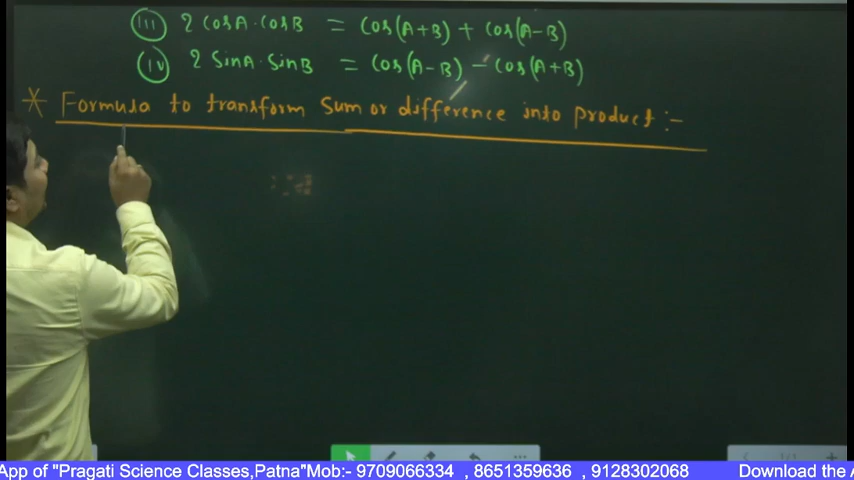 (iii) 2 CosA·CosB = Cos(A+B) + Cos(A-B)
(iv) 2 SinA·SinB = Cos(A-B) - Cos(A+B)
* Formula to transform Sum or difference into product :-
App of "Pragati Science Classes,Patna"Mob:- 9709066334 , 8651359636 , 9128302068 Download the A